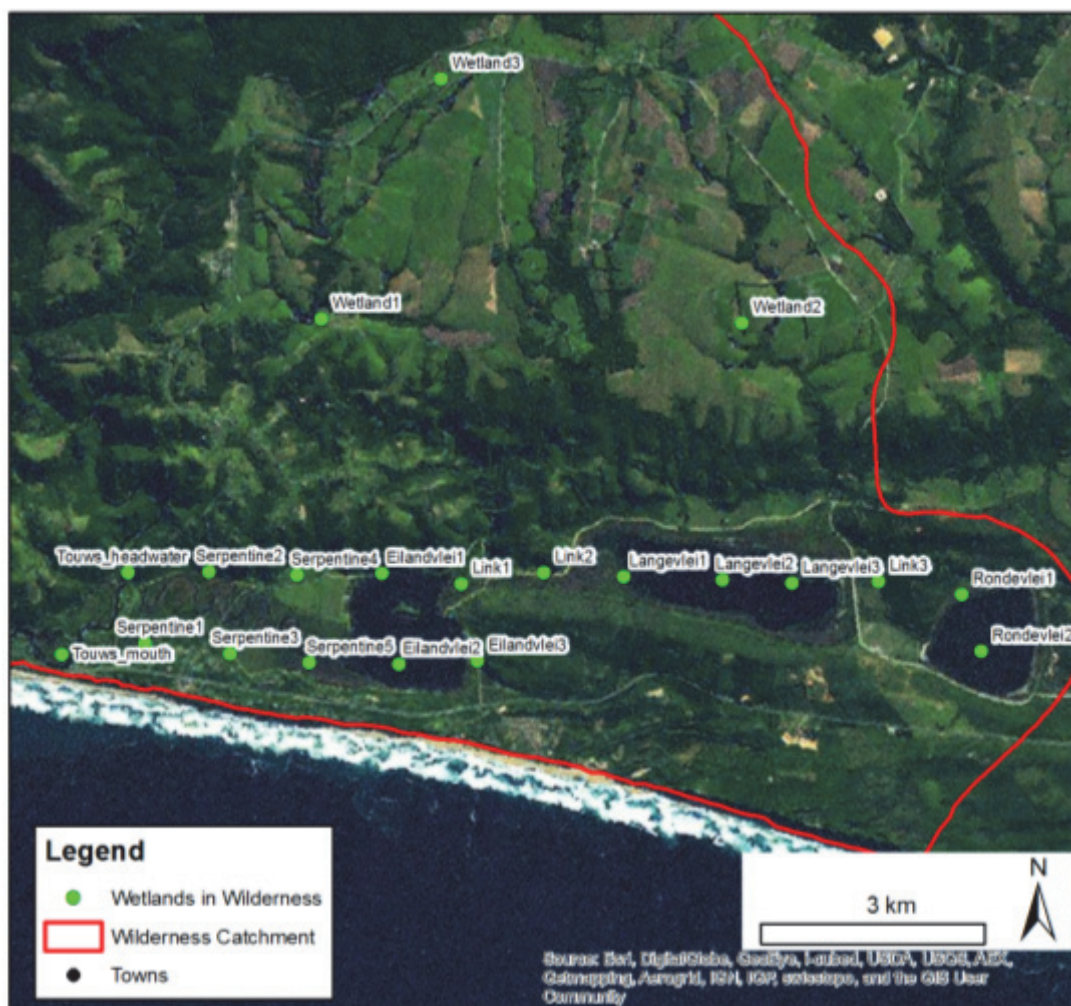 Wetland3
Wetland1
Wetland2
Touws_headwater
Serpentine2
Serpentine4
Eilandvlei1
Link1
Link2
Langevlei1
Langevlei2
Langevlei3
Link3
Rondevlei1
Serpentine1
Touws_mouth
Serpentine3
Serpentine5
Eilandvlei2
Eilandvlei3
Rondevlei2
Legend
Wetlands in Wilderness
Wilderness Catchment
Towns
N
3 km
Source: Esri, DigitalGlobe, GeoEye, i-cubed, USDA, USGS, AEX,
Getmapping, Aerogrid, IGN, IGP, swisstopo, and the GIS User
Community